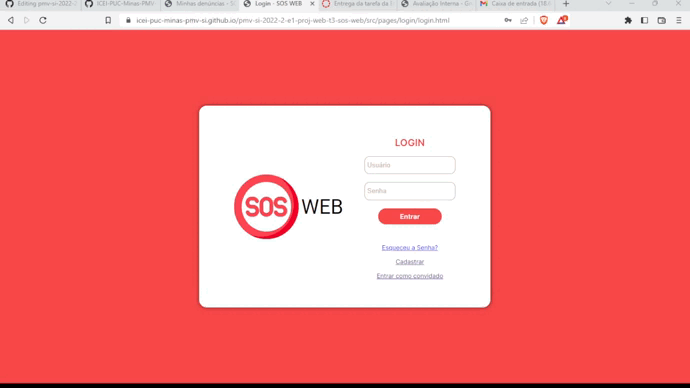 Editing pmv-si-2022-2
ICEI-PUC-Minas-PMV
Minhas denúncias - S
Login - SOS WEB
Entrega da tarefa da
Avaliação Interna - G
Caixa de entrada (18.
icei-puc-minas-pmv-si.github.io/pmv-si-2022-2-e1-proj-web-t3-sos-web/src/pages/login/login.html
LOGIN
Usuário
Senha
SOS WEB
Entrar
Esqueceu a Senha?
Cadastrar
Entrar como convidado